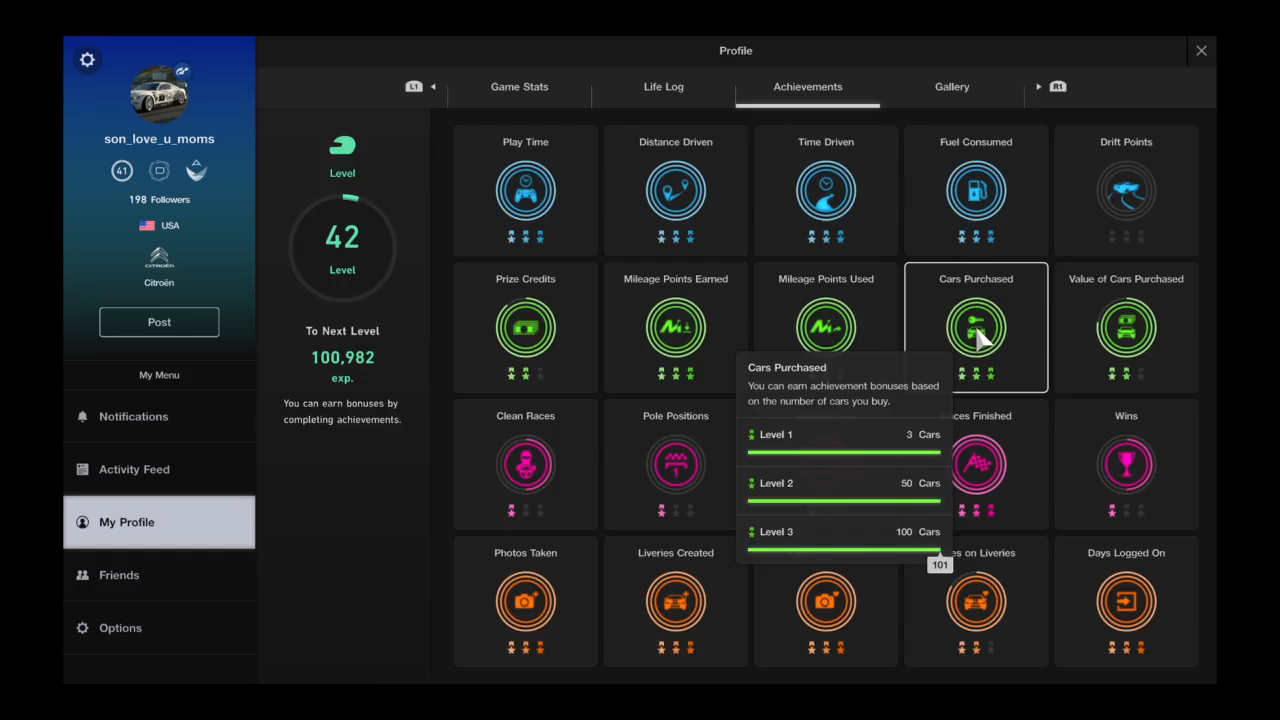 Profile
L1
Game Stats
Life Log
Achievements
Gallery
R1
son_love_u_moms
41
198 Followers
USA
CITROËN
Citroën
Post
My Menu
Notifications
Activity Feed
My Profile
Friends
Options
Level
42
Level
To Next Level
100,982
exp.
You can earn bonuses by
completing achievements.
Play Time
Distance Driven
Time Driven
Fuel Consumed
Drift Points
Prize Credits
Mileage Points Earned
Mileage Points Used
Cars Purchased
Value of Cars Purchased
Cars Purchased
You can earn achievement bonuses based
on the number of cars you buy.
Level 1 3 Cars
Level 2 50 Cars
Level 3 100 Cars
101
Clean Races
Pole Positions
Finished
Wins
Photos Taken
Liveries Created
on Liveries
Days Logged On